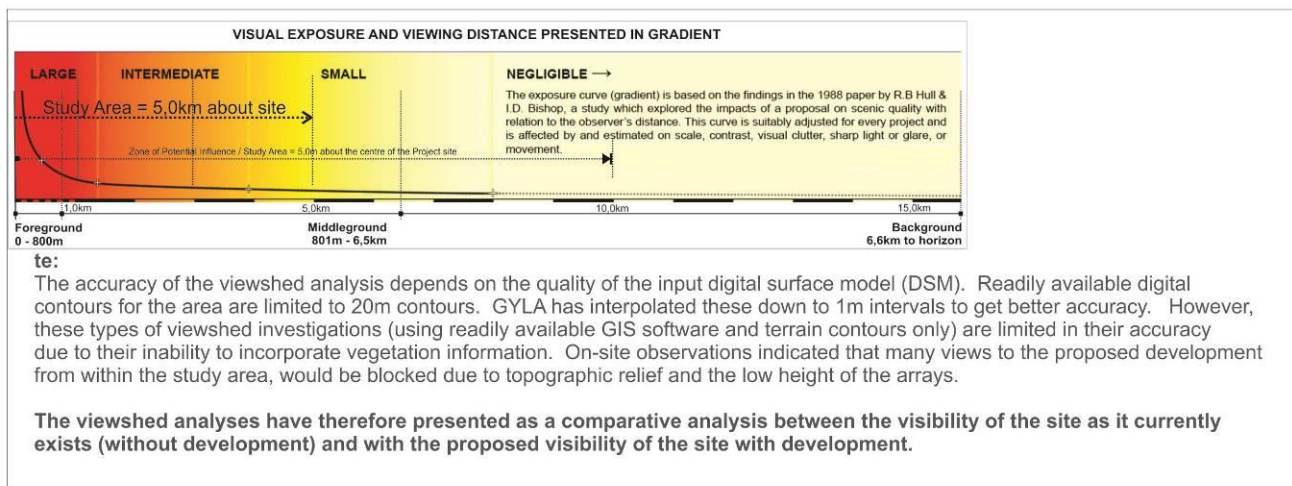 VISUAL EXPOSURE AND VIEWING DISTANCE PRESENTED IN GRADIENT
LARGE INTERMEDIATE SMALL NEGLIGIBLE →
Study Area = 5,0km about site
The exposure curve (gradient) is based on the findings in the 1988 paper by R.B Hull &
I.D. Bishop, a study which explored the impacts of a proposal on scenic quality with
relation to the observer's distance. This curve is suitably adjusted for every project and
is affected by and estimated on scale, contrast, visual clutter, sharp light or glare, or
movement.
Zone of Potential Influence / Study Area = 5,0m about the centre of the Project site
1,0km 5,0km 10,0km 15,0km
Foreground Middleground Background
0 - 800m 801m - 6,5km 6,6km to horizon
te:
The accuracy of the viewshed analysis depends on the quality of the input digital surface model (DSM). Readily available digital
contours for the area are limited to 20m contours. GYLA has interpolated these down to 1m intervals to get better accuracy. However,
these types of viewshed investigations (using readily available GIS software and terrain contours only) are limited in their accuracy
due to their inability to incorporate vegetation information. On-site observations indicated that many views to the proposed development
from within the study area, would be blocked due to topographic relief and the low height of the arrays.
The viewshed analyses have therefore presented as a comparative analysis between the visibility of the site as it currently
exists (without development) and with the proposed visibility of the site with development.